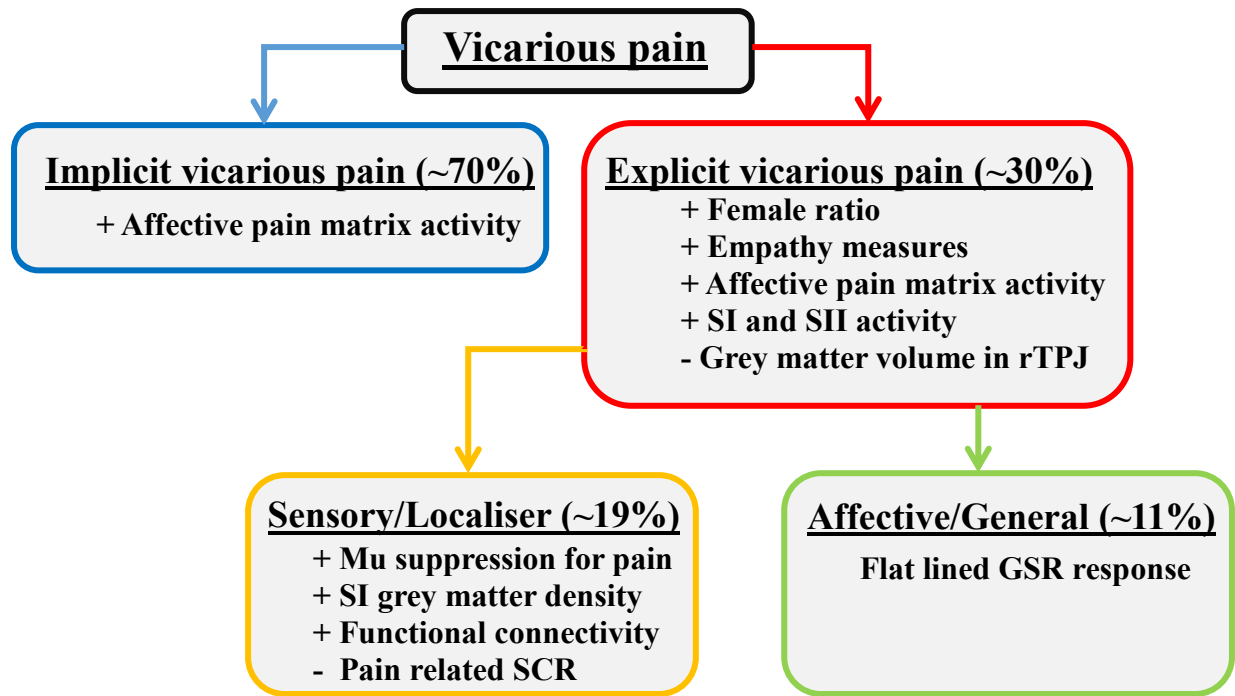 Vicarious pain
Implicit vicarious pain (~70%)
+ Affective pain matrix activity
Explicit vicarious pain (~30%)
+ Female ratio
+ Empathy measures
+ Affective pain matrix activity
+ SI and SII activity
- Grey matter volume in rTPJ
Sensory/Localiser (~19%)
+ Mu suppression for pain
+ SI grey matter density
+ Functional connectivity
- Pain related SCR
Affective/General (~11%)
Flat lined GSR response